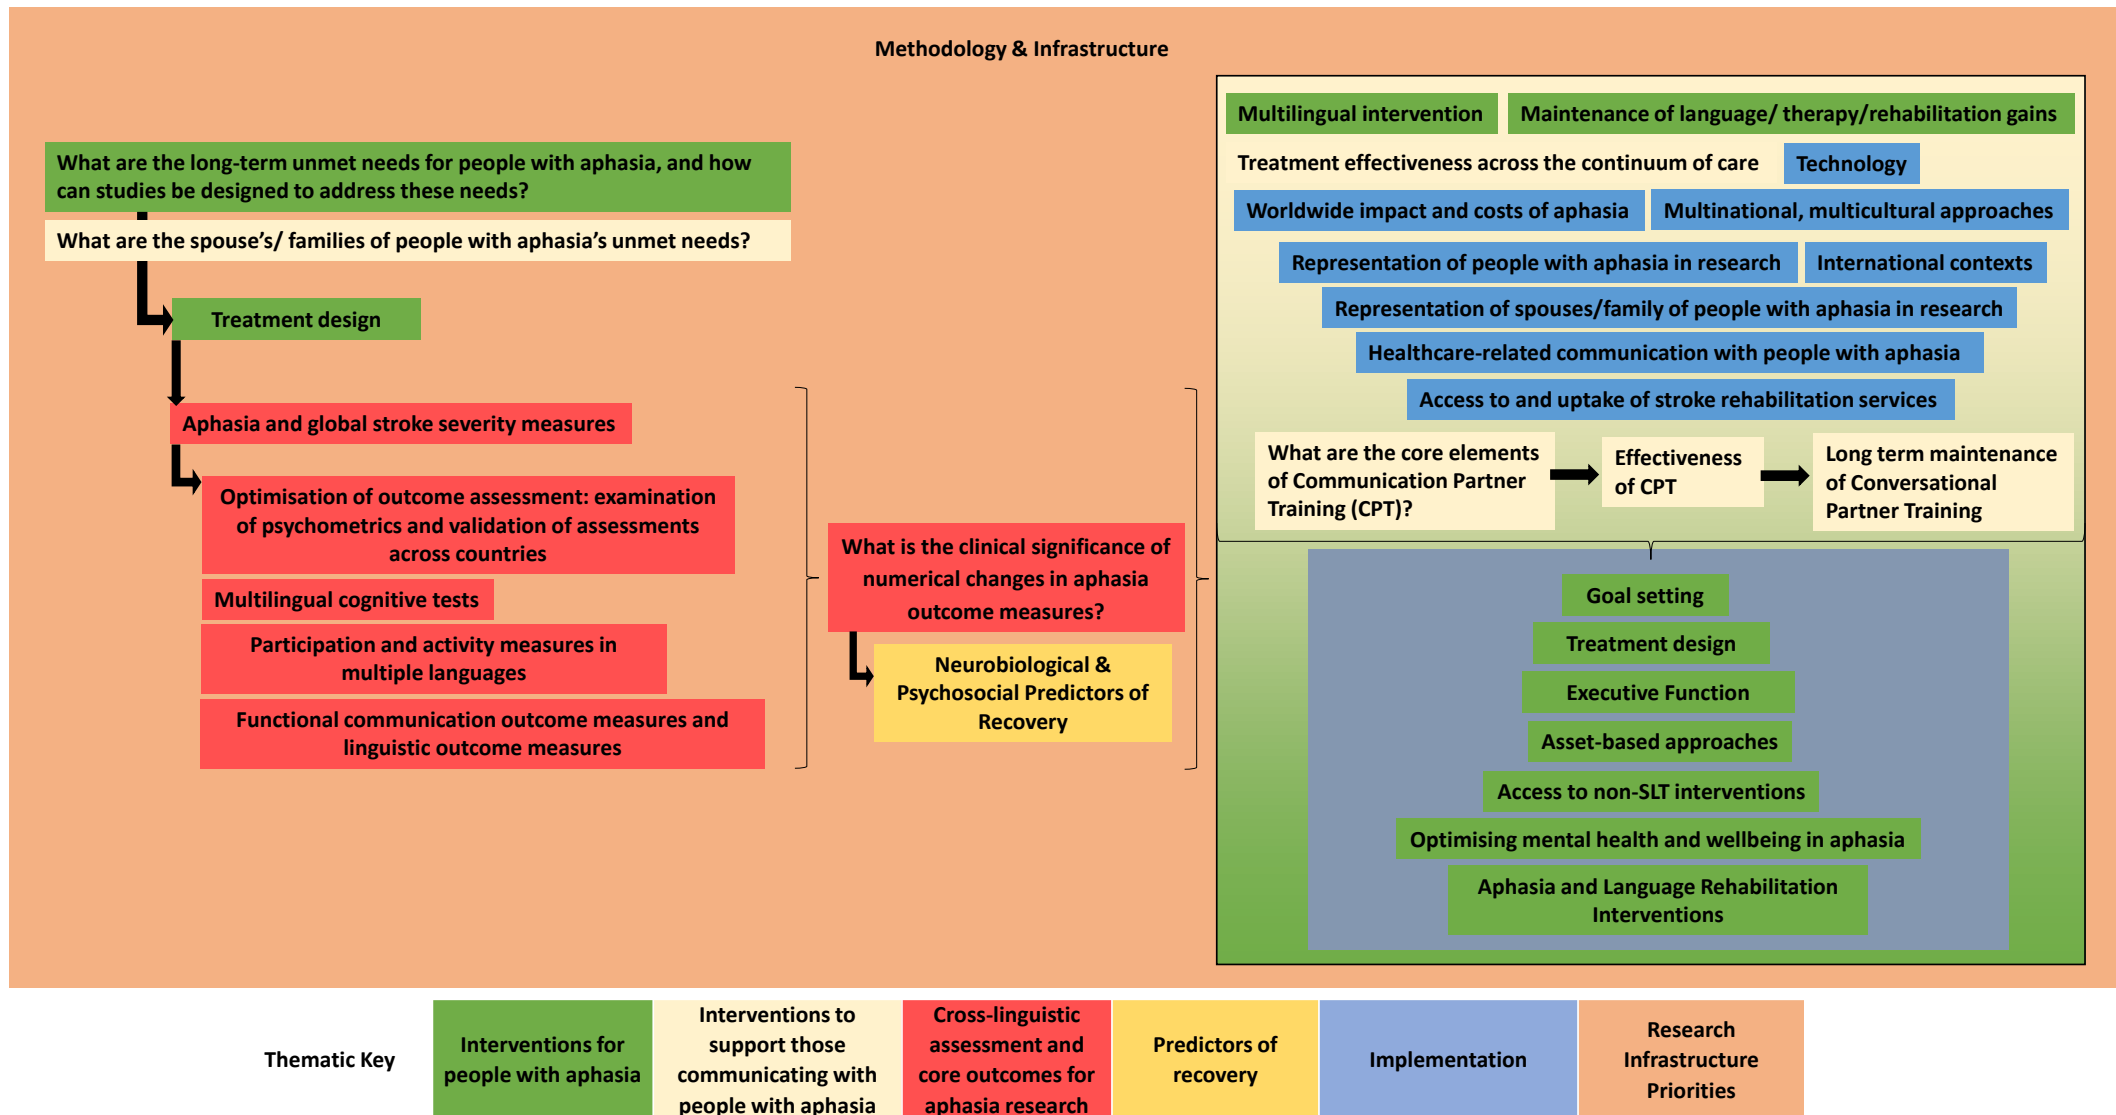 Methodology & Infrastructure
What are the long-term unmet needs for people with aphasia, and how
can studies be designed to address these needs?
What are the spouse's/ families of people with aphasia's unmet needs?
Treatment design
Aphasia and global stroke severity measures
Optimisation of outcome assessment: examination
of psychometrics and validation of assessments
across countries
Multilingual cognitive tests
Participation and activity measures in
multiple languages
Functional communication outcome measures and
linguistic outcome measures
What is the clinical significance of
numerical changes in aphasia
outcome measures?
Neurobiological &
Psychosocial Predictors of
Recovery
Multilingual intervention
Maintenance of language/ therapy/rehabilitation gains
Treatment effectiveness across the continuum of care
Technology
Worldwide impact and costs of aphasia
Multinational, multicultural approaches
Representation of people with aphasia in research
International contexts
Representation of spouses/family of people with aphasia in research
Healthcare-related communication with people with aphasia
Access to and uptake of stroke rehabilitation services
What are the core elements
of Communication Partner
Training (CPT)?
Effectiveness
of CPT
Long term maintenance
of Conversational
Partner Training
Goal setting
Treatment design
Executive Function
Asset-based approaches
Access to non-SLT interventions
Optimising mental health and wellbeing in aphasia
Aphasia and Language Rehabilitation
Interventions
Thematic Key
Interventions for
people with aphasia
Interventions to
support those
communicating with
people with aphasia
Cross-linguistic
assessment and
core outcomes for
aphasia research
Predictors of
recovery
Implementation
Research
Infrastructure
Priorities